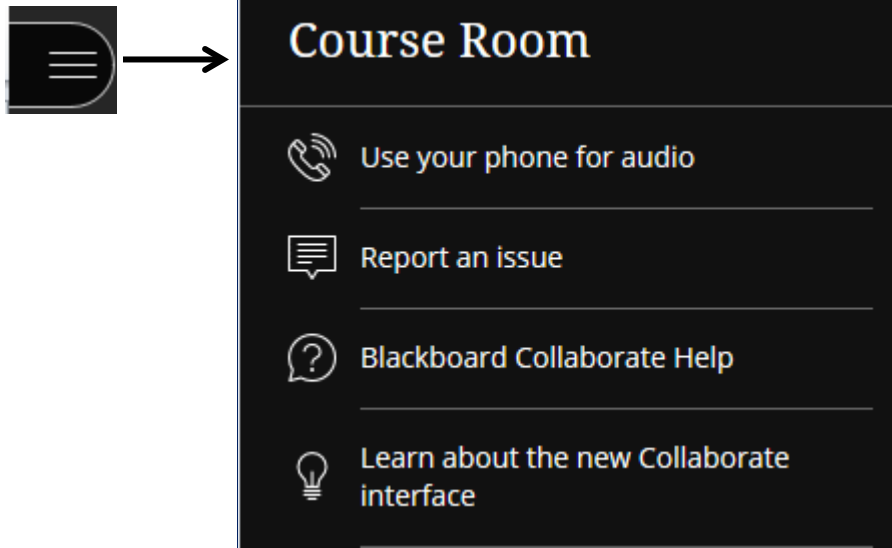 Course Room
Use your phone for audio
Report an issue
Blackboard Collaborate Help
Learn about the new Collaborate
interface